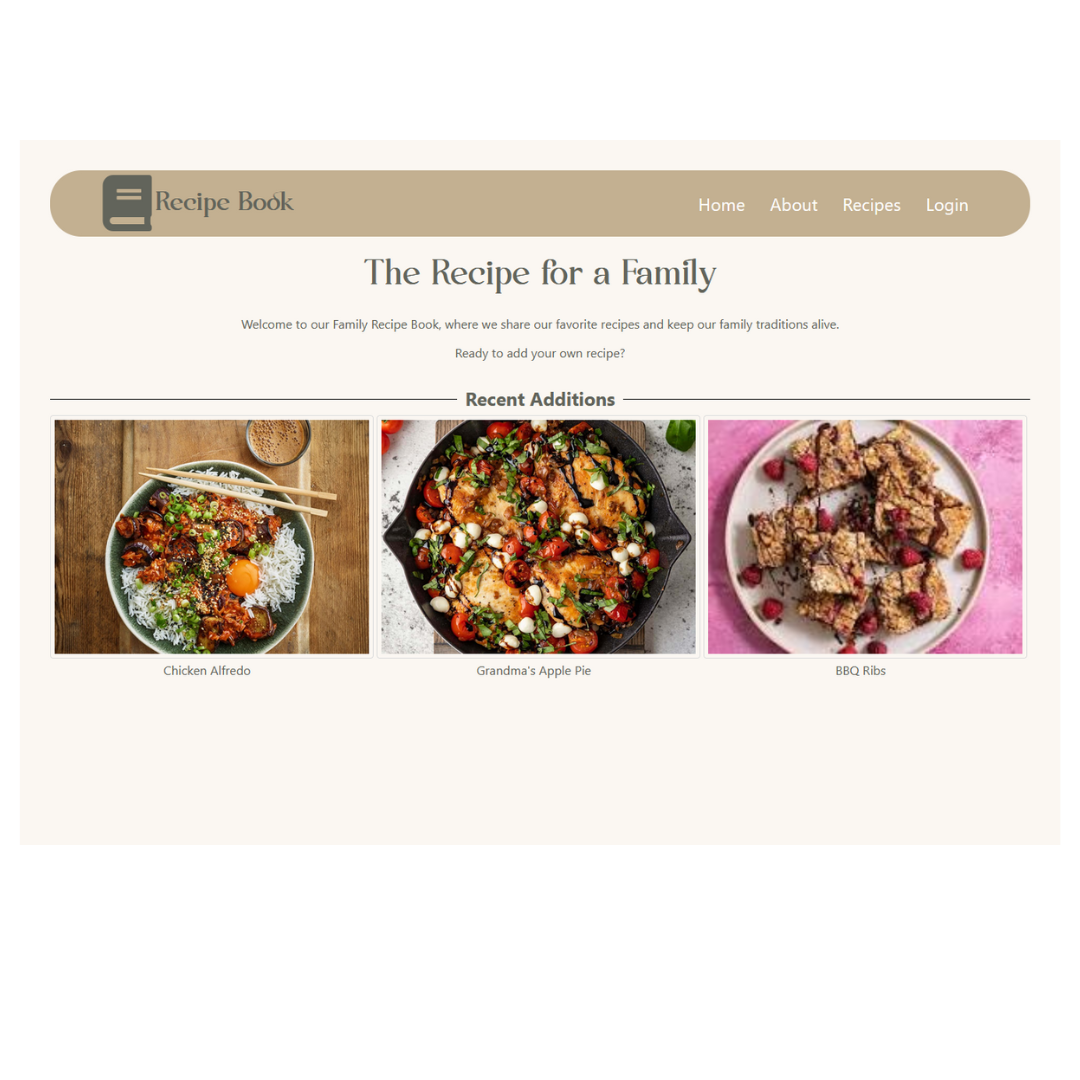 Recipe Book
Home About Recipes Login
The Recipe for a Family
Welcome to our Family Recipe Book, where we share our favorite recipes and keep our family traditions alive.
Ready to add your own recipe?
Recent Additions
Chicken Alfredo
Grandma's Apple Pie
BBQ Ribs